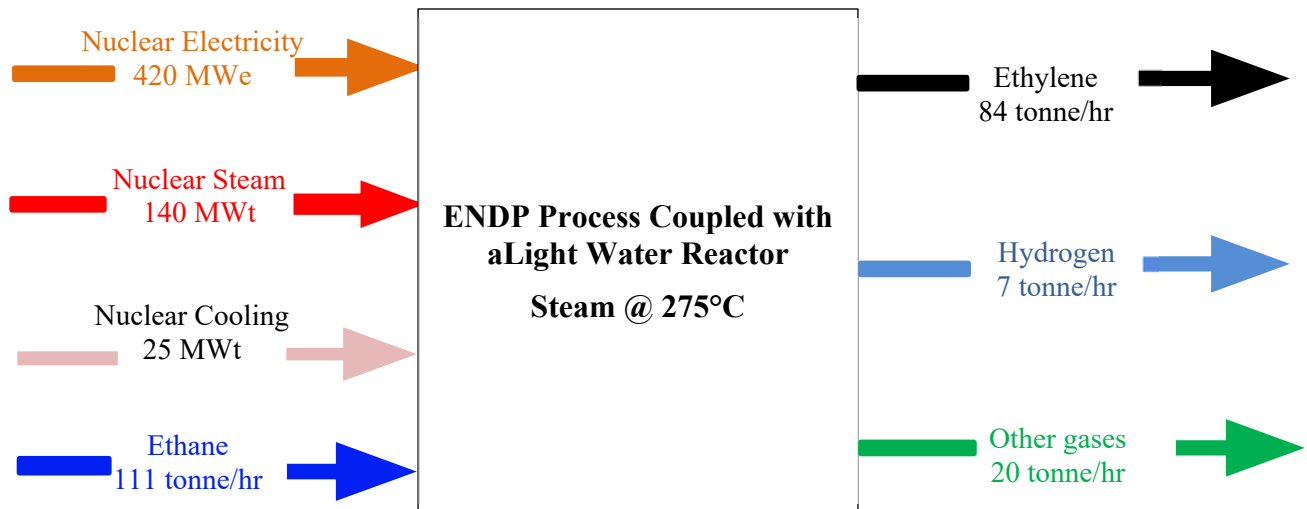 Nuclear Electricity
420 MWe
Nuclear Steam
140 MWt
Nuclear Cooling
25 MWt
Ethane
111 tonne/hr
ENDP Process Coupled with
aLight Water Reactor
Steam @ 275°C
Ethylene
84 tonne/hr
Hydrogen
7 tonne/hr
Other gases
20 tonne/hr